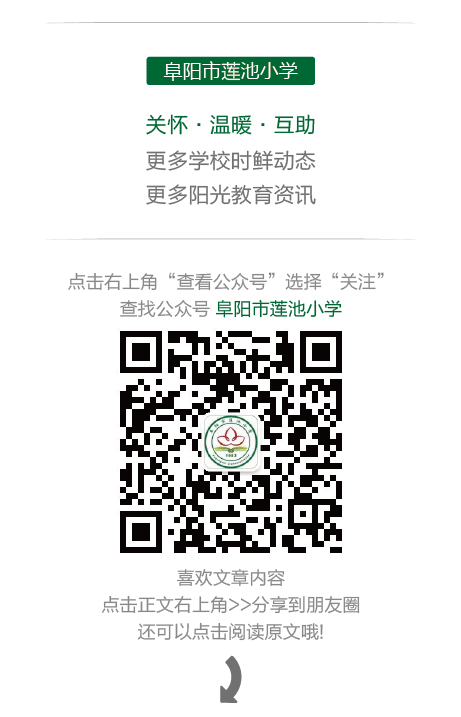 阜阳市莲池小学
关怀·温暖·互助
更多学校时鲜动态
更多阳光教育资讯
点击右上角“查看公众号”选择“关注”
查找公众号 阜阳市莲池小学
喜欢文章内容
点击正文右上角>>分享到朋友圈
还可以点击阅读原文哦!